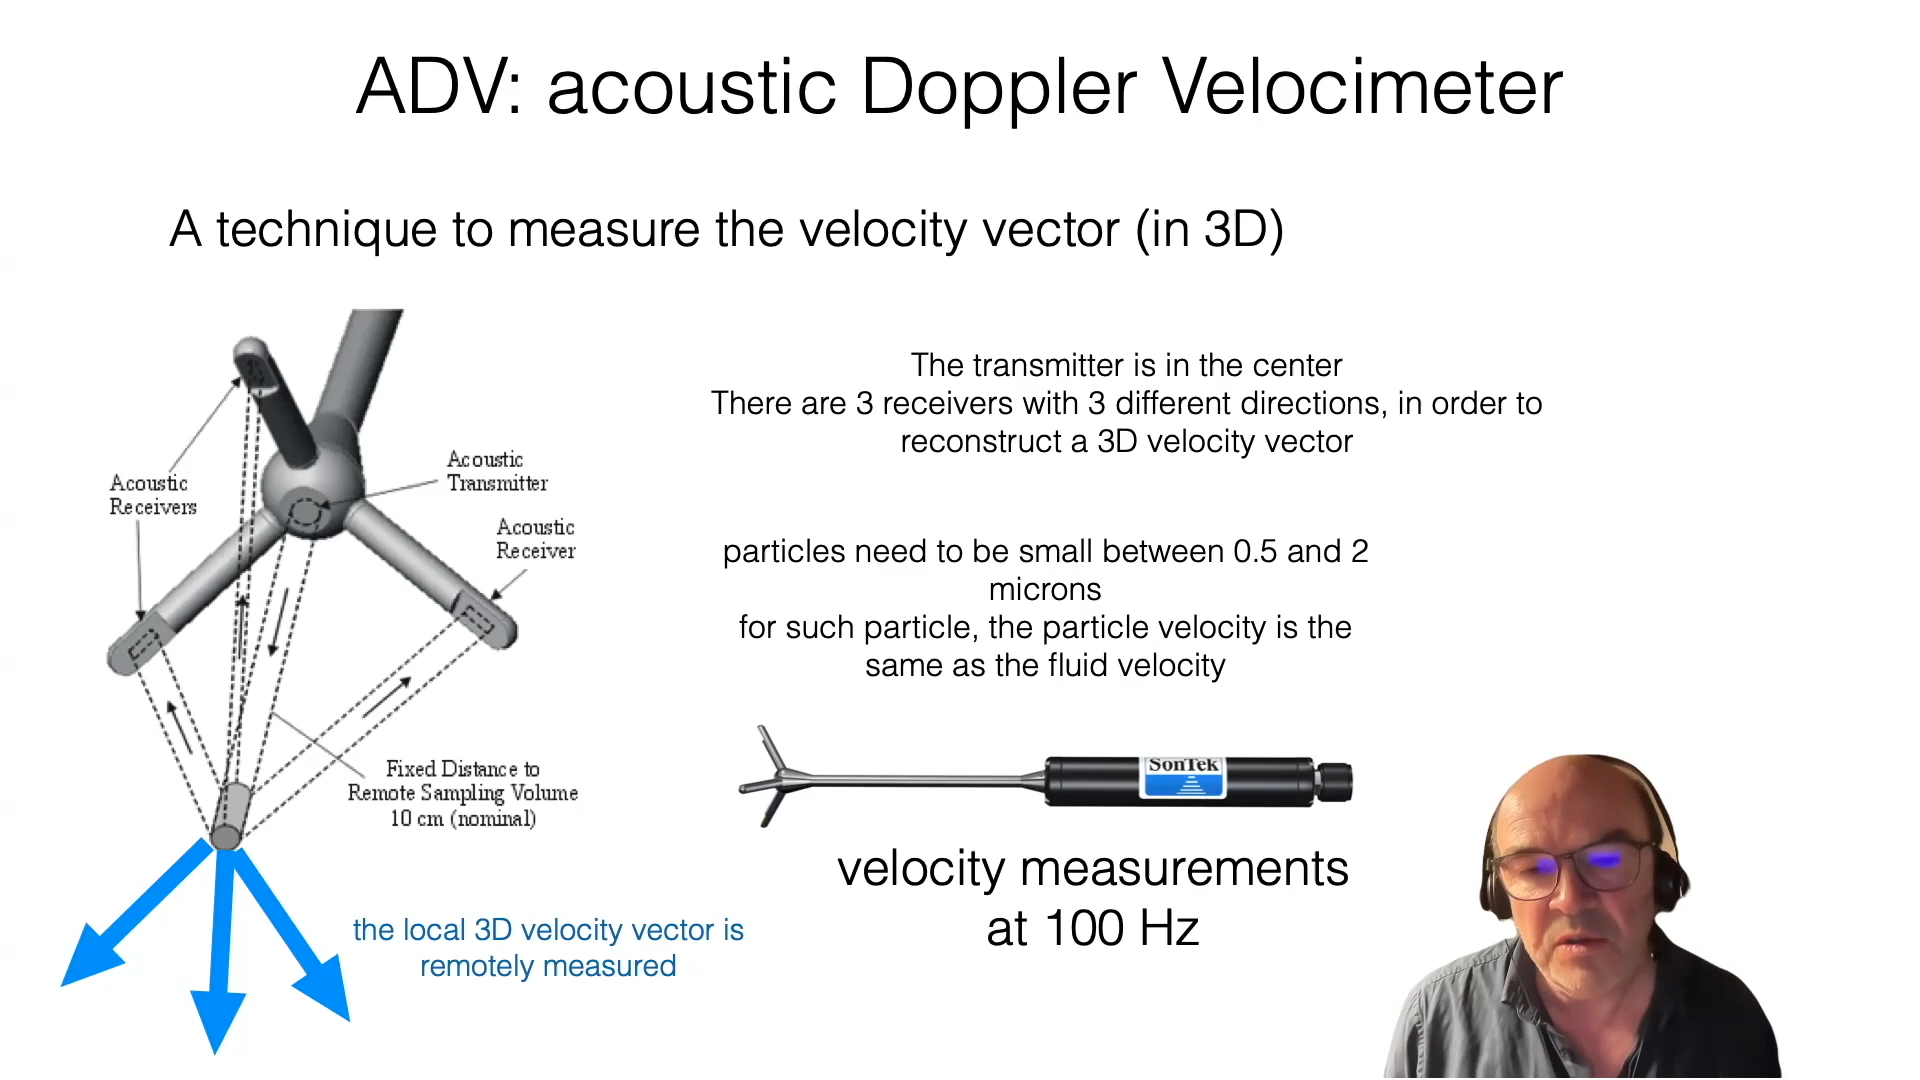 ADV: acoustic Doppler Velocimeter
A technique to measure the velocity vector (in 3D)
Acoustic
Receivers
Acoustic
Transmitter
Acoustic
Receiver
Fixed Distance to
Remote Sampling Volume
10 cm (nominal)
the local 3D velocity vector is
remotely measured
The transmitter is in the center
There are 3 receivers with 3 different directions, in order to
reconstruct a 3D velocity vector
particles need to be small between 0.5 and 2
microns
for such particle, the particle velocity is the
same as the fluid velocity
SonTek
velocity measurements
at 100 Hz